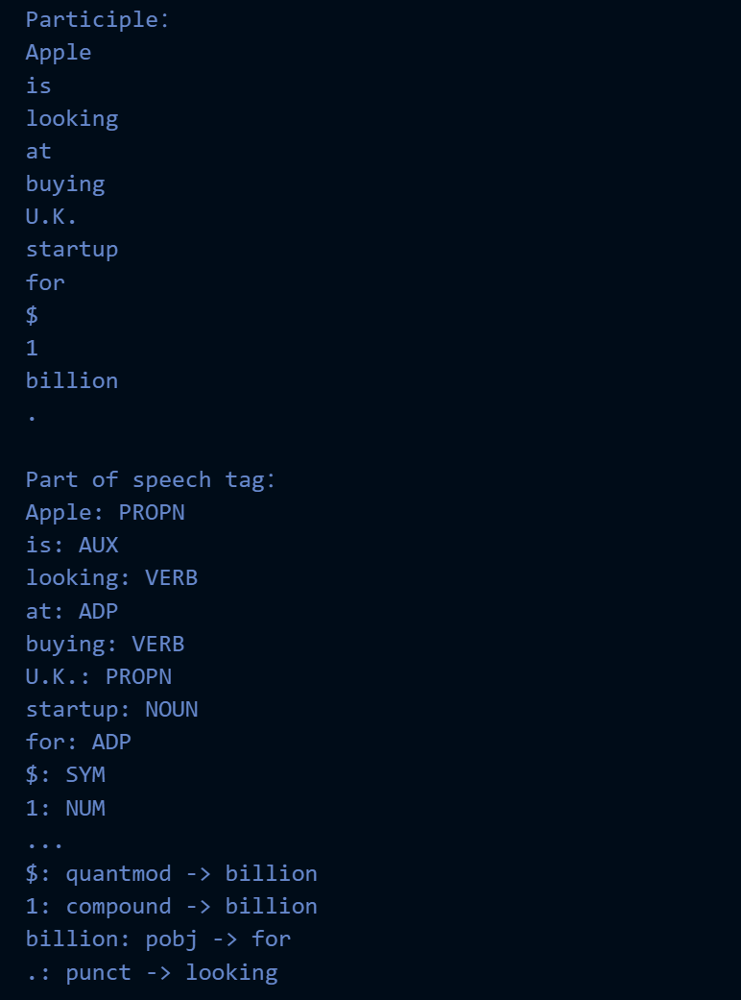 Participle：
Apple
is
looking
at
buying
U.K.
startup
for
$
1
billion
.
Part of speech tag：
Apple: PROPN
is: AUX
looking: VERB
at: ADP
buying: VERB
U.K.: PROPN
startup: NOUN
for: ADP
$: SYM
1: NUM
...
$: quantmod -> billion
1: compound -> billion
billion: pobj -> for
.: punct -> looking